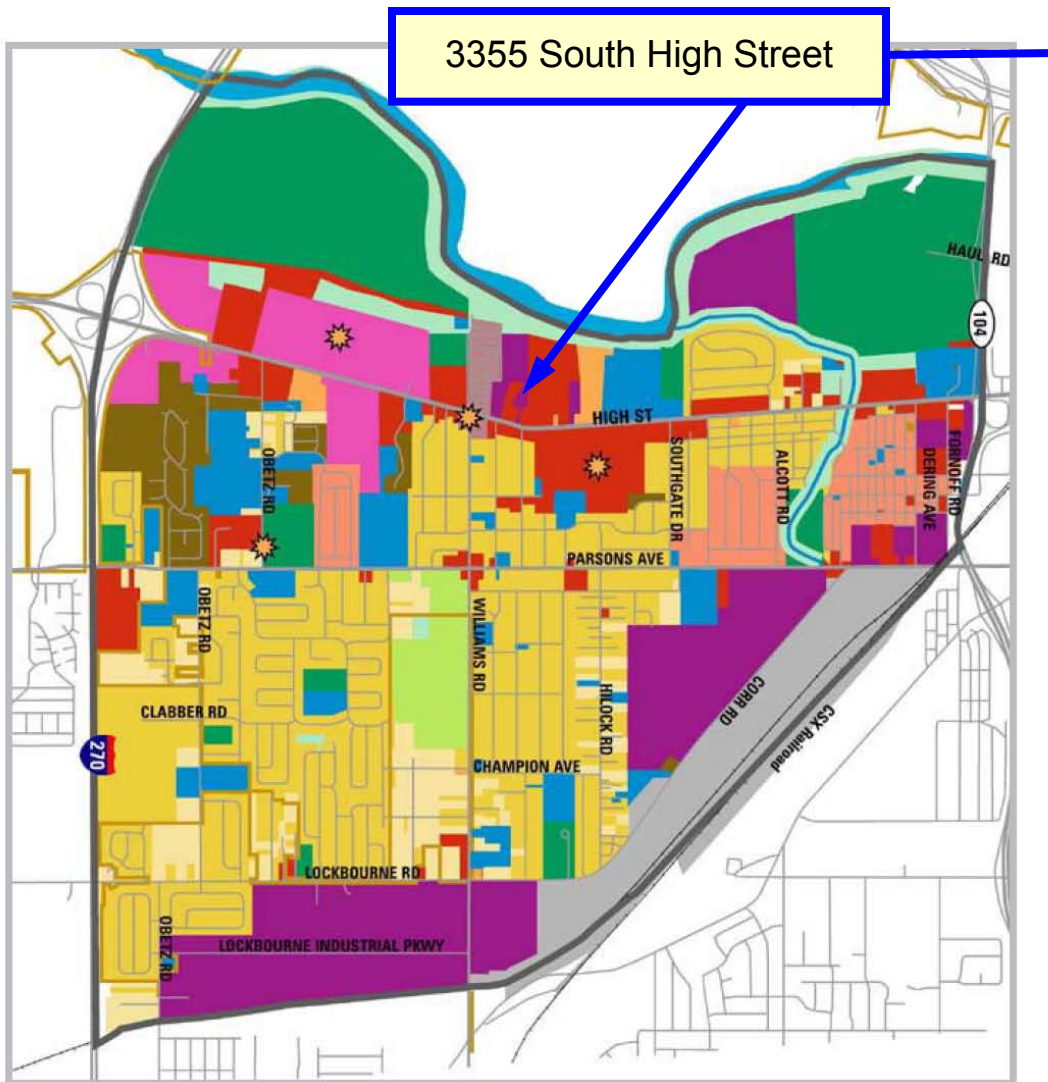 3355 South High Street
HAUL RD
104
HIGH ST
OBETZ RD
SOUTHGATE DR
ALCOTT RD
DERING AVE
FORNOFF RD
PARSONS AVE
OBETZ RD
WILLIAMS RD
HILOCK RD
CORR RD
CSX Railroad
CLABBER RD
270
CHAMPION AVE
LOCKBOURNE RD
OBETZ RD
LOCKBOURNE INDUSTRIAL PKWY